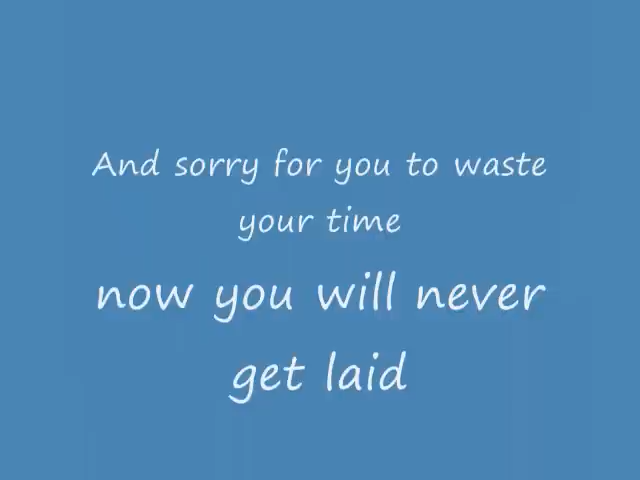 And sorry for you to waste
your time
now you will never
get laid